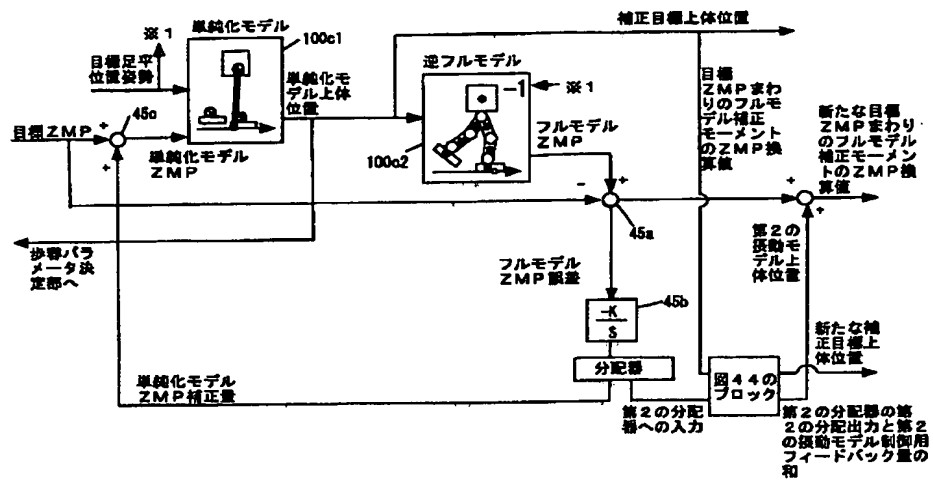 補正目標上体位置
※1
単純化モデル
100c1
目標足平
位置姿勢
単純化モ
デル上体
位置
逆フルモデル
-1
※1
目標
ZMPまわ
りのフルモ
デル補正
モーメント
のZMP換
算値
新たな目標
ZMPまわり
のフルモデル
補正モーメン
トのZMP換
算値
45c
目標ZMP
+
+
単純化モデル
ZMP
100c2
フルモデル
ZMP
-
+
+
+
45a
歩容パラ
メータ決
定部へ
フルモデル
ZMP誤差
第2の
摂動モ
デル上
体位置
45b
-K
S
新たな補
正目標上
体位置
分配器
図44の
ブロック
単純化モデル
ZMP補正量
第2の分配
器への入力
第2の分配器の第
2の分配出力と第2
の摂動モデル制御用
フィードバック量の
和